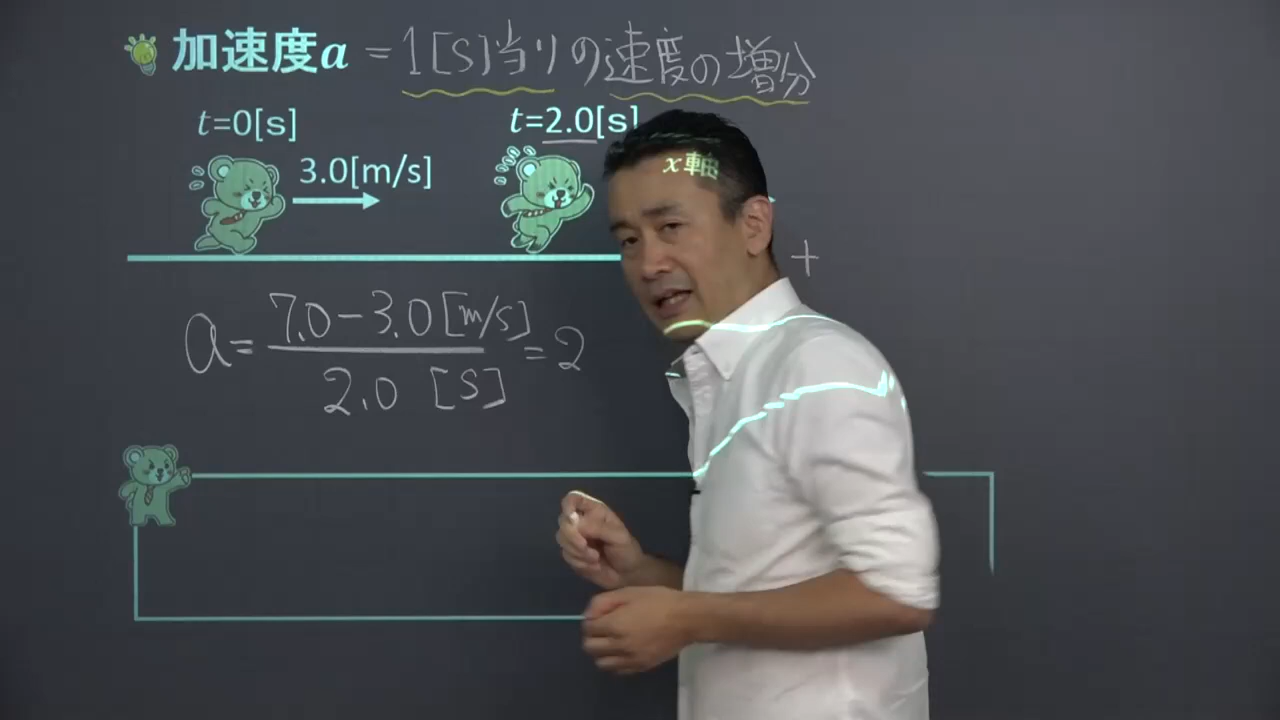 加速度a =1[s]当りの速度の増分
t=0[s] t=2.0[s]
3.0[m/s] x軸
+
a= 7.0-3.0[m/s] =2
2.0 [s]